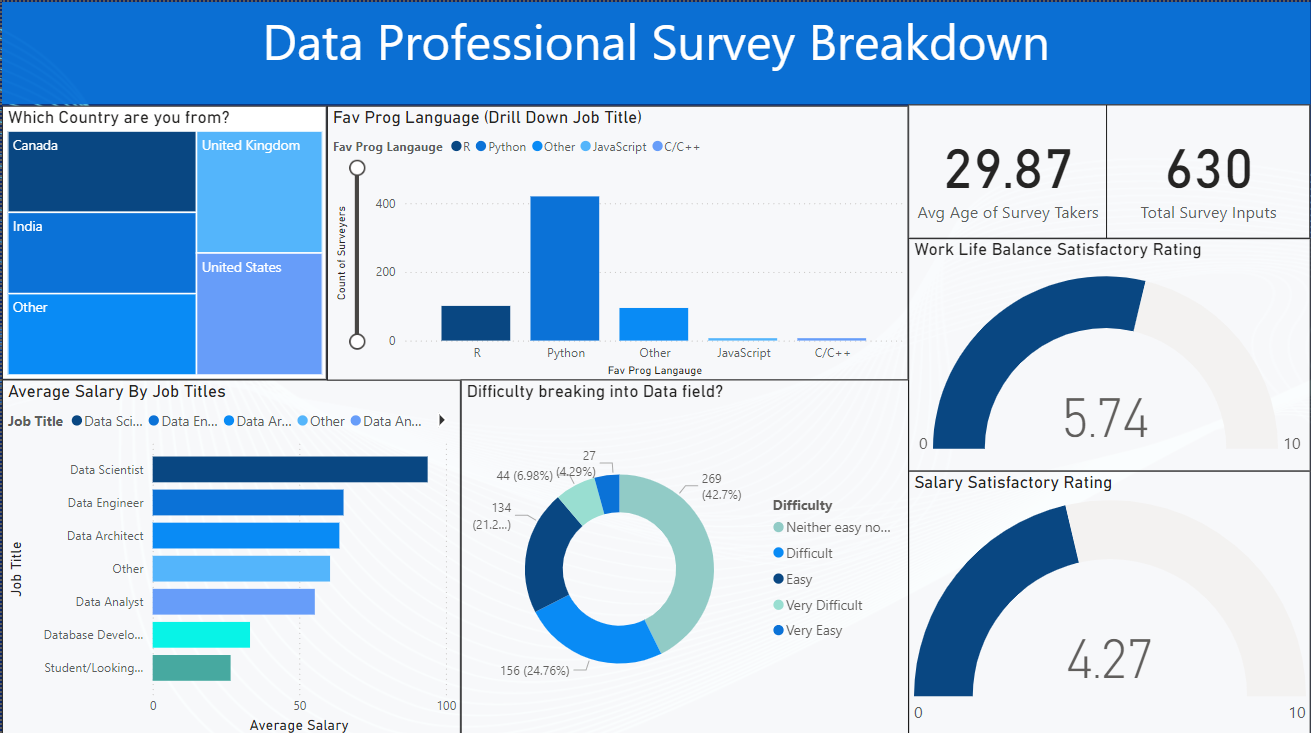 Data Professional Survey Breakdown
Which Country are you from?
Canada
United Kingdom
India
United States
Other
Fav Prog Language (Drill Down Job Title)
Fav Prog Langauge R Python Other JavaScript C/C++
Count of Surveyers
400
200
0
R Python Other JavaScript C/C++
Fav Prog Langauge
29.87
Avg Age of Survey Takers
630
Total Survey Inputs
Work Life Balance Satisfactory Rating
5.74
0 10
Average Salary By Job Titles
Job Title Data Sci... Data En... Data Ar... Other Data An...
Job Title
Data Scientist
Data Engineer
Data Architect
Other
Data Analyst
Database Develo...
Student/Looking...
0 50 100
Average Salary
Difficulty breaking into Data field?
27
(4.29%)
44 (6.98%)
269
(42.7%)
134
(21.2...)
156 (24.76%)
Difficulty
Neither easy no...
Difficult
Easy
Very Difficult
Very Easy
Salary Satisfactory Rating
4.27
0 10